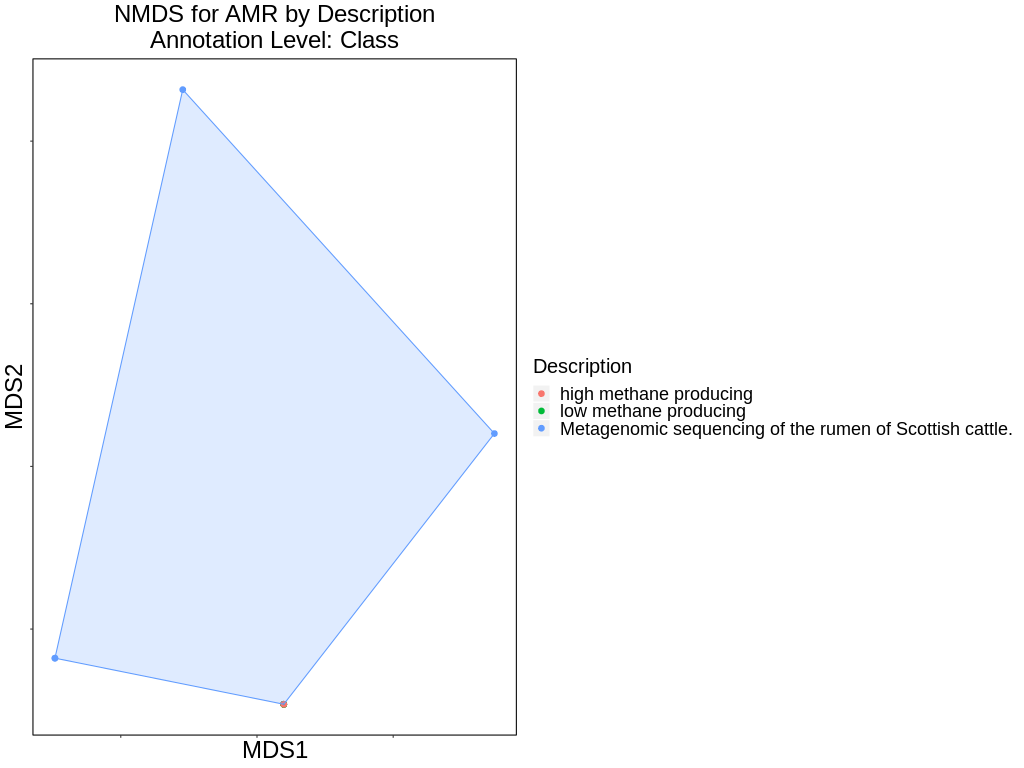 NMDS for AMR by Description
Annotation Level: Class
MDS2
MDS1
Description
high methane producing
low methane producing
Metagenomic sequencing of the rumen of Scottish cattle.